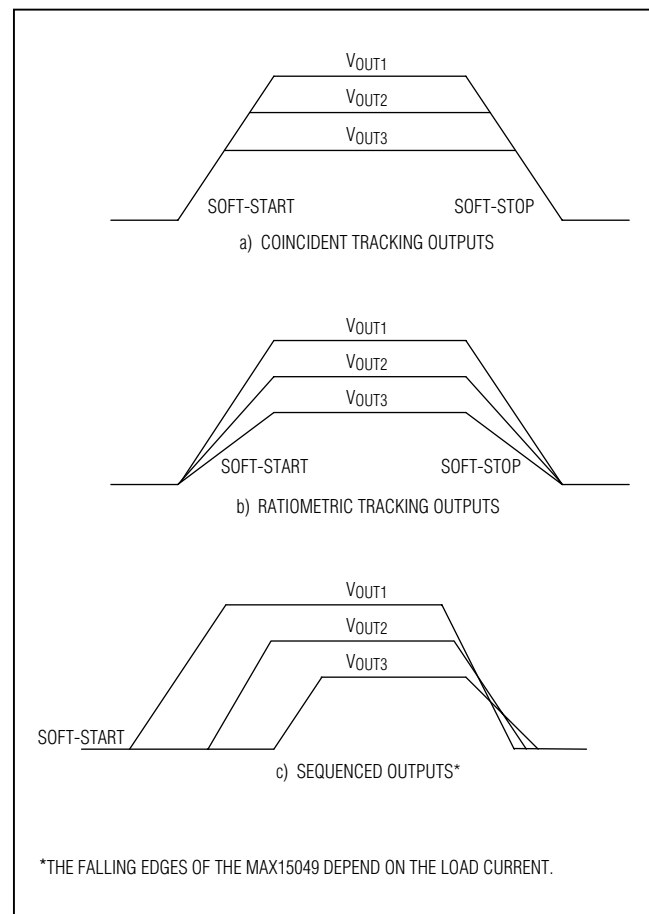 VOUT1
VOUT2
VOUT3
SOFT-START
SOFT-STOP
a) COINCIDENT TRACKING OUTPUTS
VOUT1
VOUT2
VOUT3
SOFT-START
SOFT-STOP
b) RATIOMETRIC TRACKING OUTPUTS
VOUT1
VOUT2
VOUT3
SOFT-START
c) SEQUENCED OUTPUTS*
*THE FALLING EDGES OF THE MAX15049 DEPEND ON THE LOAD CURRENT.